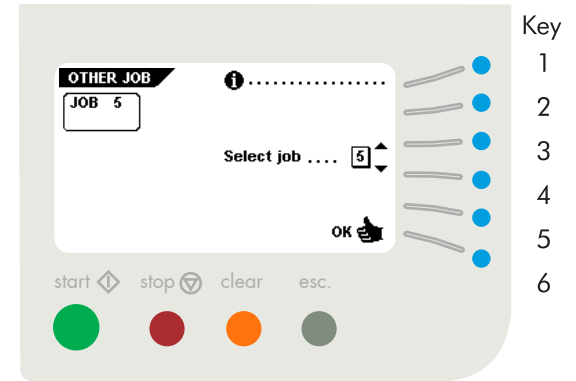 Key
OTHER JOB
i.................
1
JOB 5
2
Select job .... 5
3
4
OK
5
start stop clear esc.
6